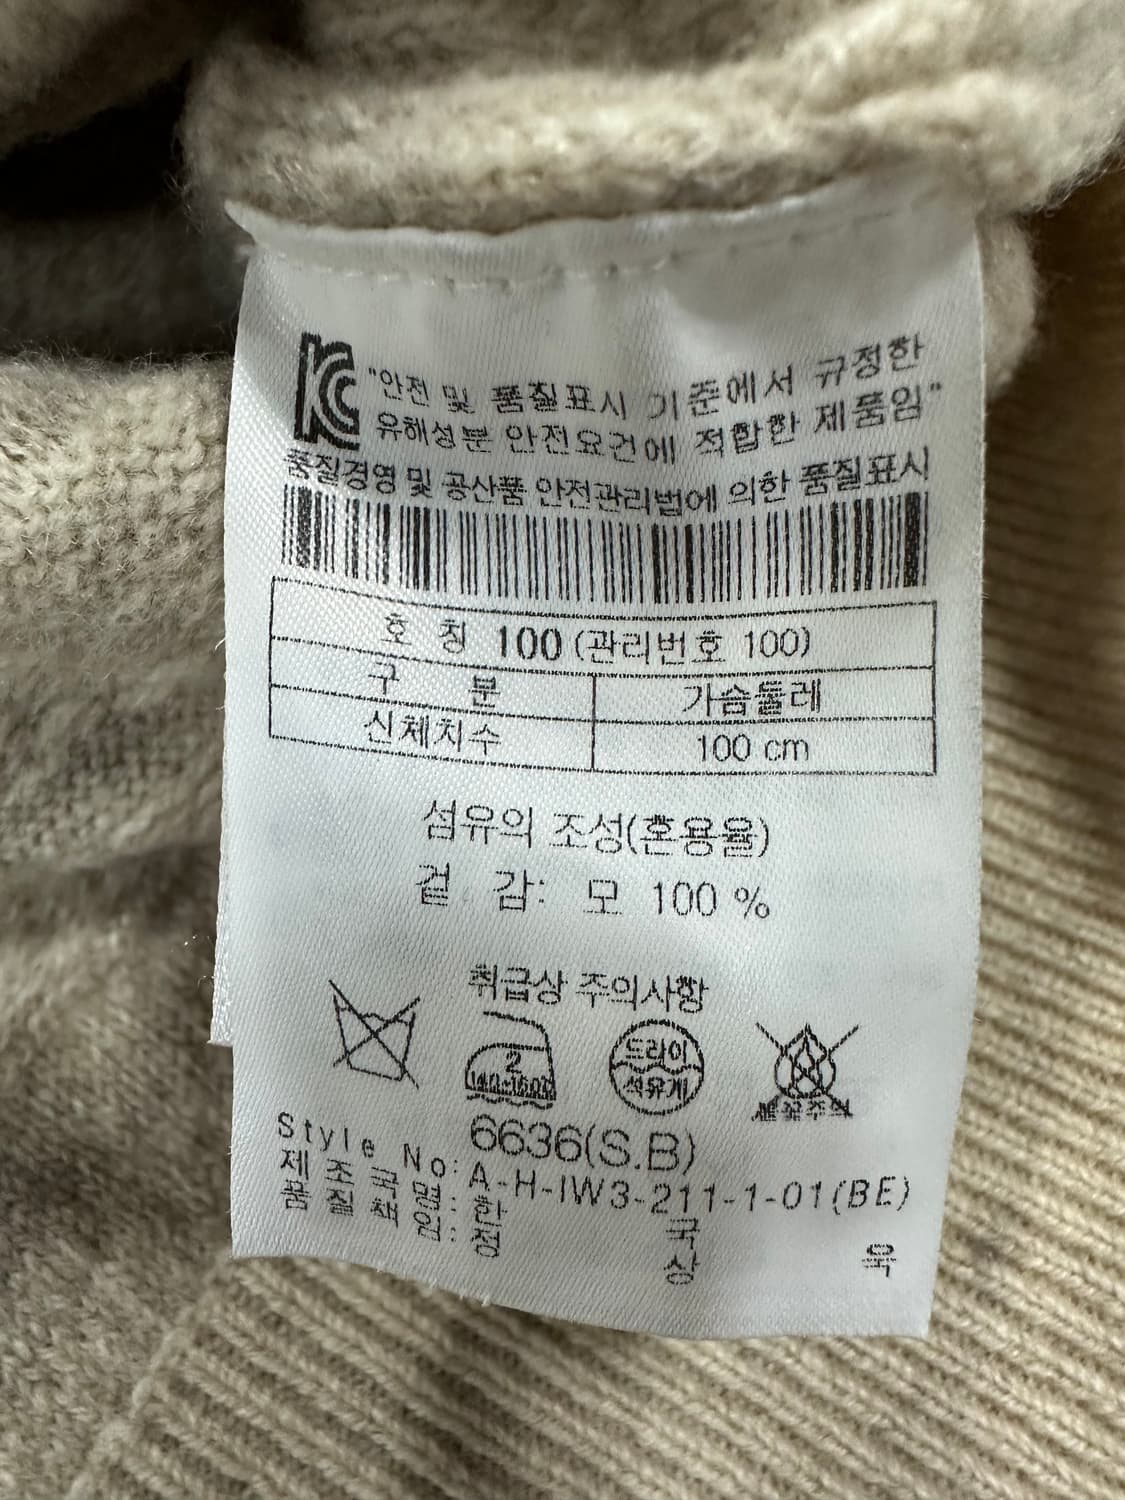 "안전 및 품질표시 기준에서 규정한
유해성분 안전요건에 적합한 제품임"
품질경영 및 공산품 안전관리법에 의한 품질표시
호 칭 100 (관리번호 100)
구 분 가슴둘레
신체치수 100 cm
섬유의 조성(혼용율)
겉 감: 모 100 %
취급상 주의사항
2
140-160℃
드라이
석유계
세탁주의
6636(S.B)
Style No: A-H-IW3-211-1-01(BE)
제 조 국 명: 한 국
품 질 책 임: 정 상 욱